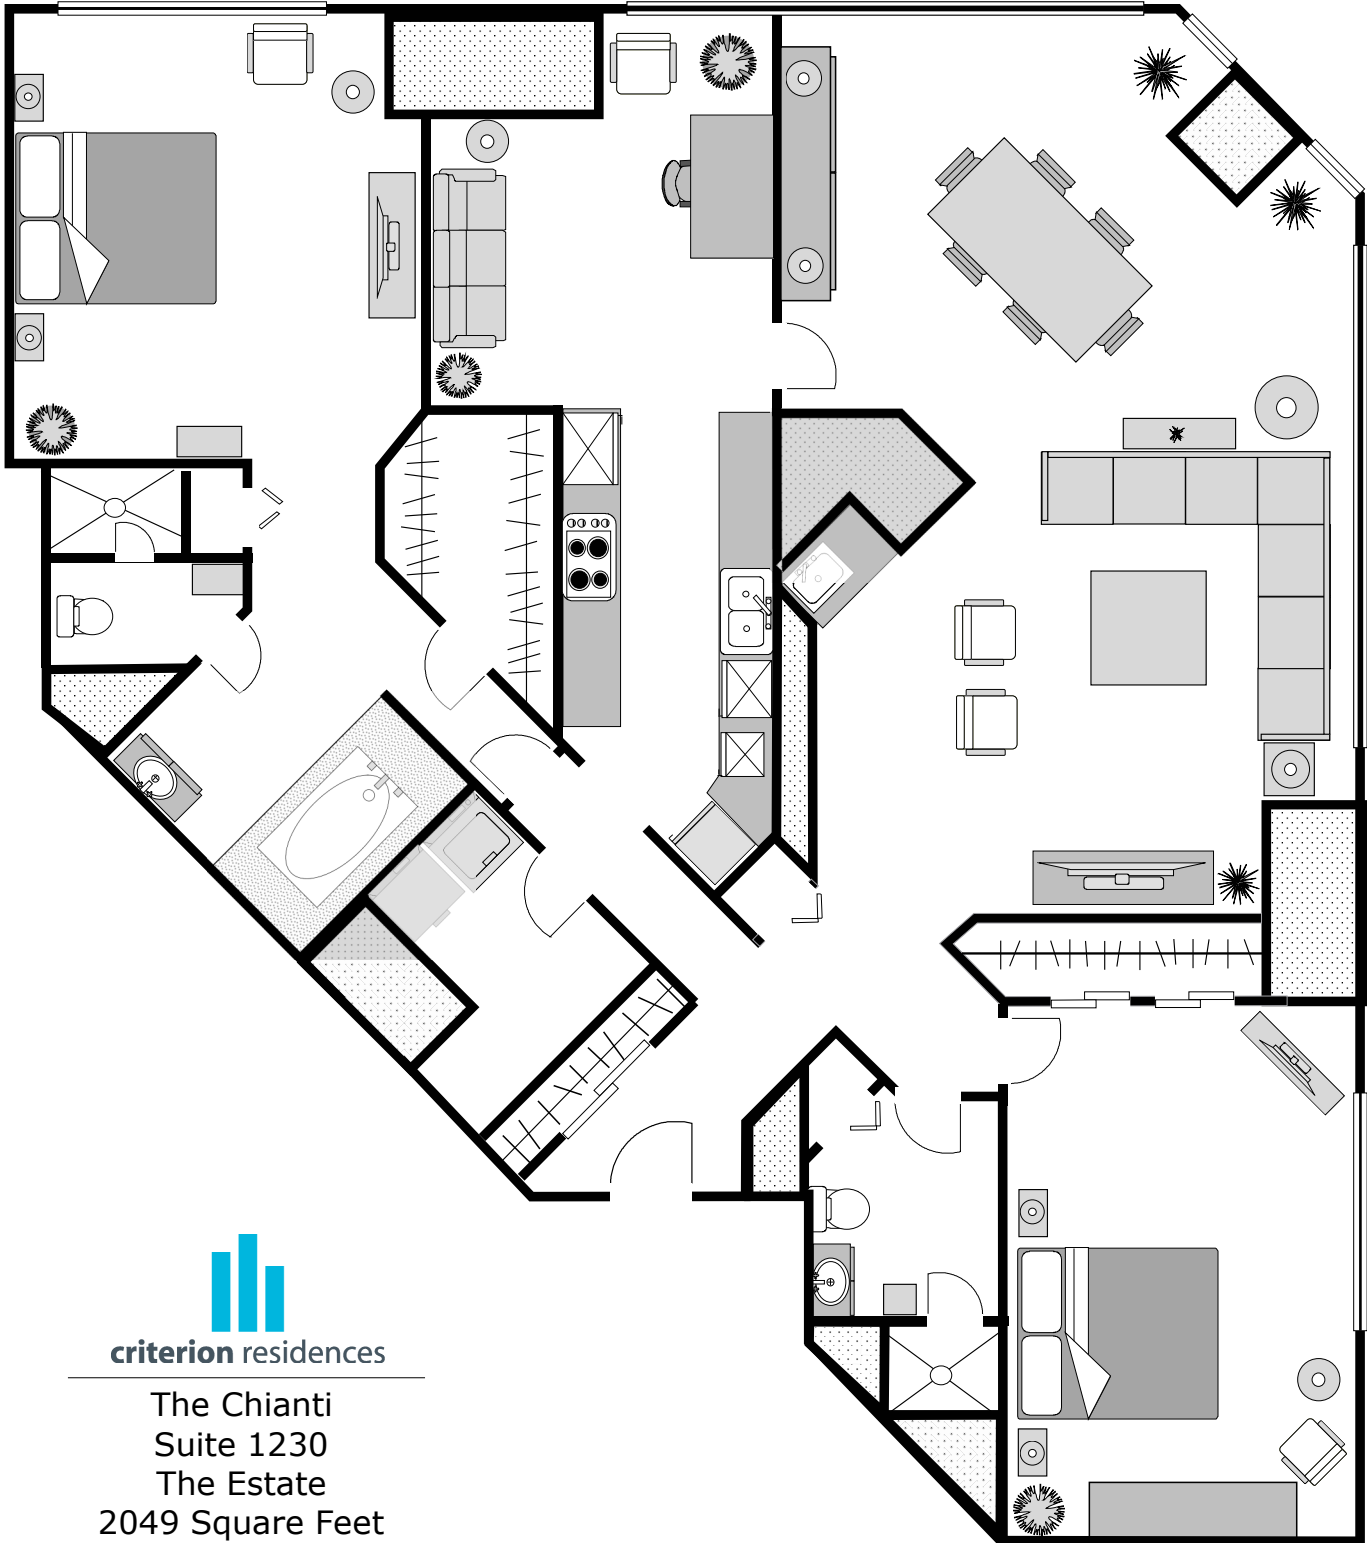 criterion residences
The Chianti
Suite 1230
The Estate
2049 Square Feet